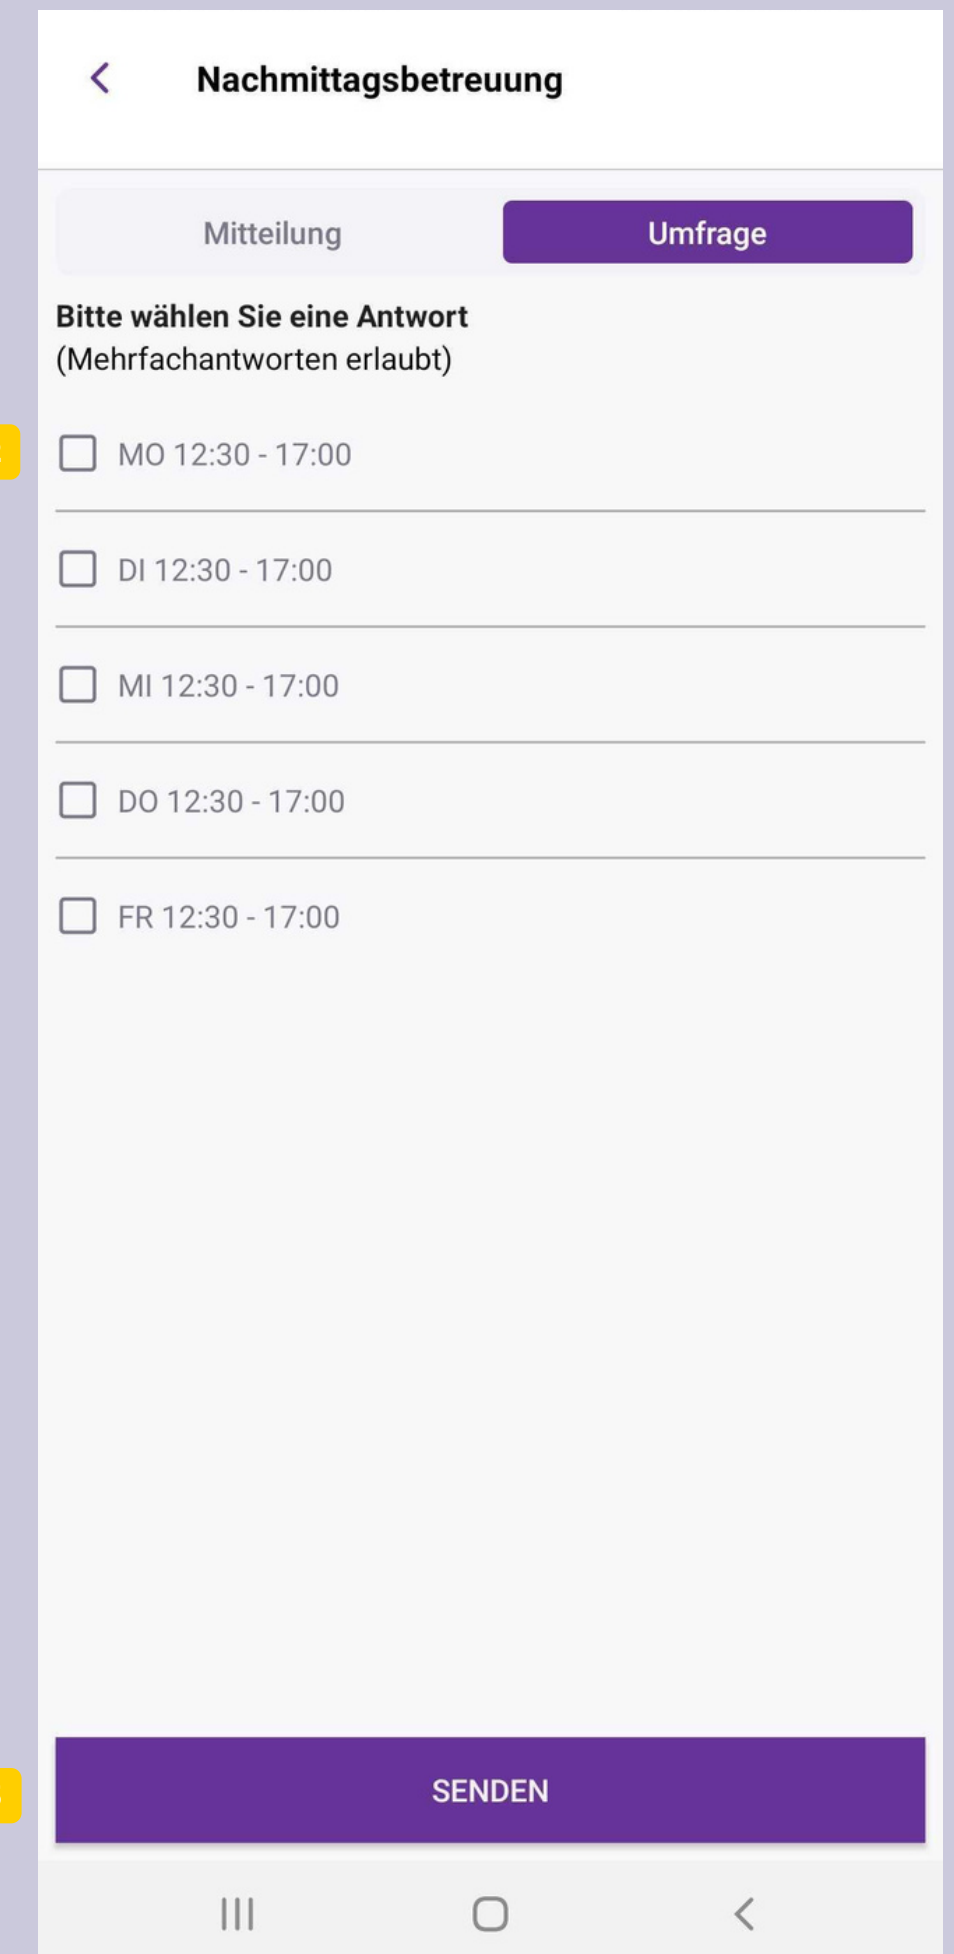 Nachmittagsbetreuung
Mitteilung
Umfrage
Bitte wählen Sie eine Antwort
(Mehrfachantworten erlaubt)
MO 12:30 - 17:00
DI 12:30 - 17:00
MI 12:30 - 17:00
DO 12:30 - 17:00
FR 12:30 - 17:00
SENDEN